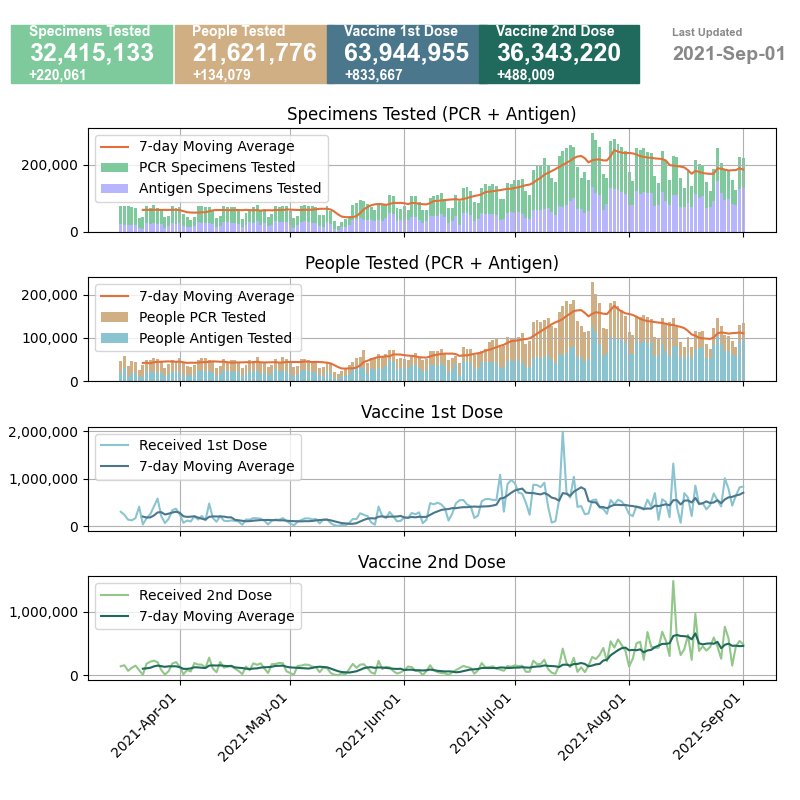 Specimens Tested
32,415,133
+220,061
People Tested
21,621,776
+134,079
Vaccine 1st Dose
63,944,955
+833,667
Vaccine 2nd Dose
36,343,220
+488,009
Last Updated
2021-Sep-01
Specimens Tested (PCR + Antigen)
7-day Moving Average
PCR Specimens Tested
Antigen Specimens Tested
200,000
0
People Tested (PCR + Antigen)
7-day Moving Average
People PCR Tested
People Antigen Tested
200,000
100,000
0
Vaccine 1st Dose
Received 1st Dose
7-day Moving Average
2,000,000
1,000,000
0
Vaccine 2nd Dose
Received 2nd Dose
7-day Moving Average
1,000,000
0
2021-Apr-01
2021-May-01
2021-Jun-01
2021-Jul-01
2021-Aug-01
2021-Sep-01